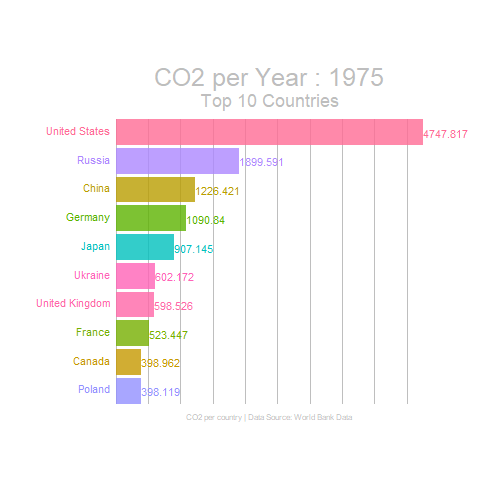 CO2 per Year : 1975
Top 10 Countries
United States 4747.817
Russia 1899.591
China 1226.421
Germany 1090.84
Japan 907.145
Ukraine 602.172
United Kingdom 598.526
France 523.447
Canada 398.962
Poland 398.119
CO2 per country | Data Source: World Bank Data